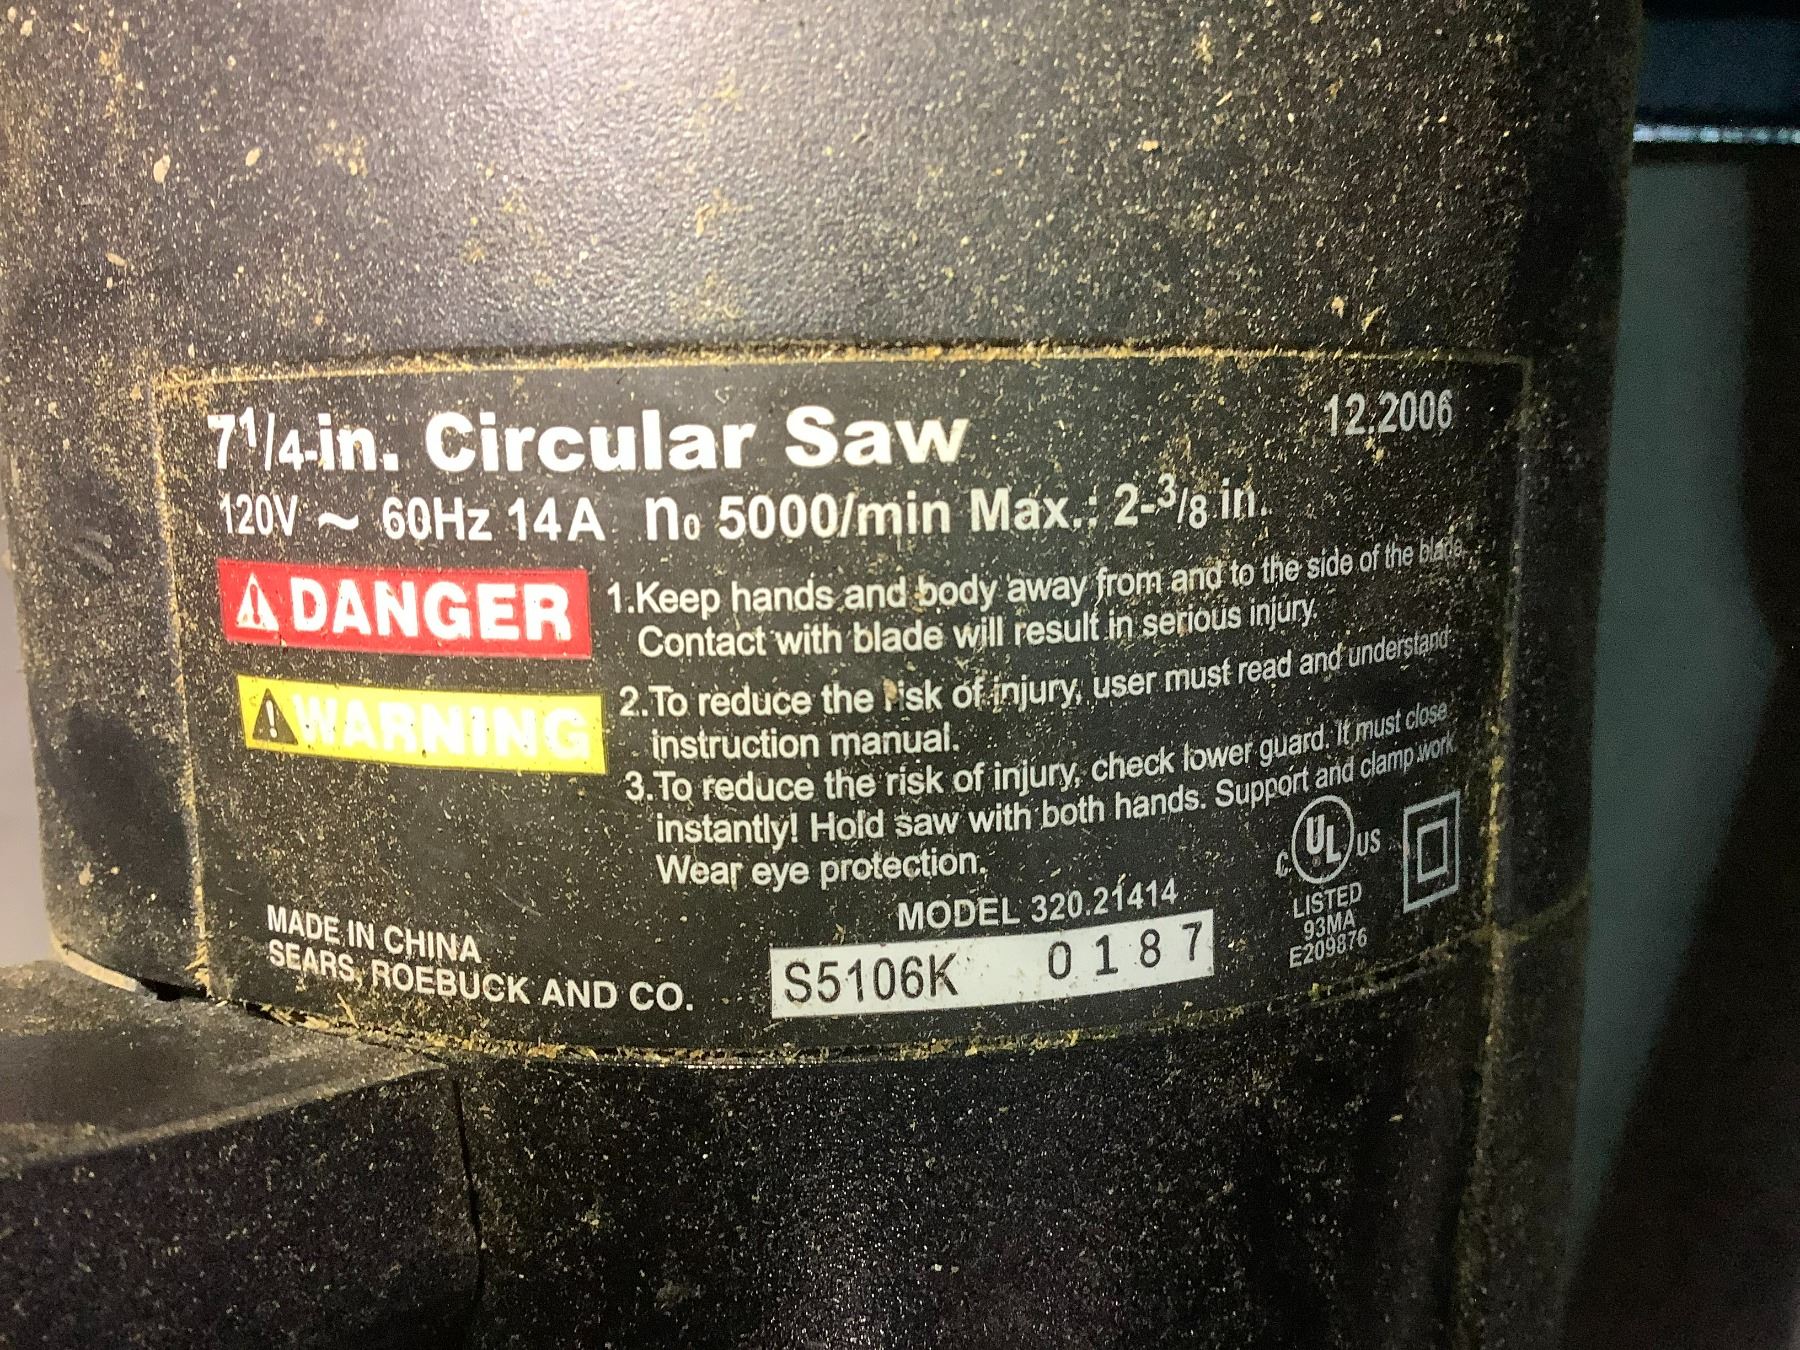 7 1/4-in. Circular Saw
12.2006
120V ~ 60Hz 14A n₀ 5000/min Max.: 2-3/8 in.
DANGER
1.Keep hands and body away from and to the side of the blade.
Contact with blade will result in serious injury.
WARNING
2.To reduce the risk of injury, user must read and understand
instruction manual.
3.To reduce the risk of injury, check lower guard. It must close
instantly! Hold saw with both hands. Support and clamp work.
Wear eye protection.
MADE IN CHINA
SEARS, ROEBUCK AND CO.
MODEL 320.21414
S5106K 0187
C UL US
LISTED
93MA
E209876